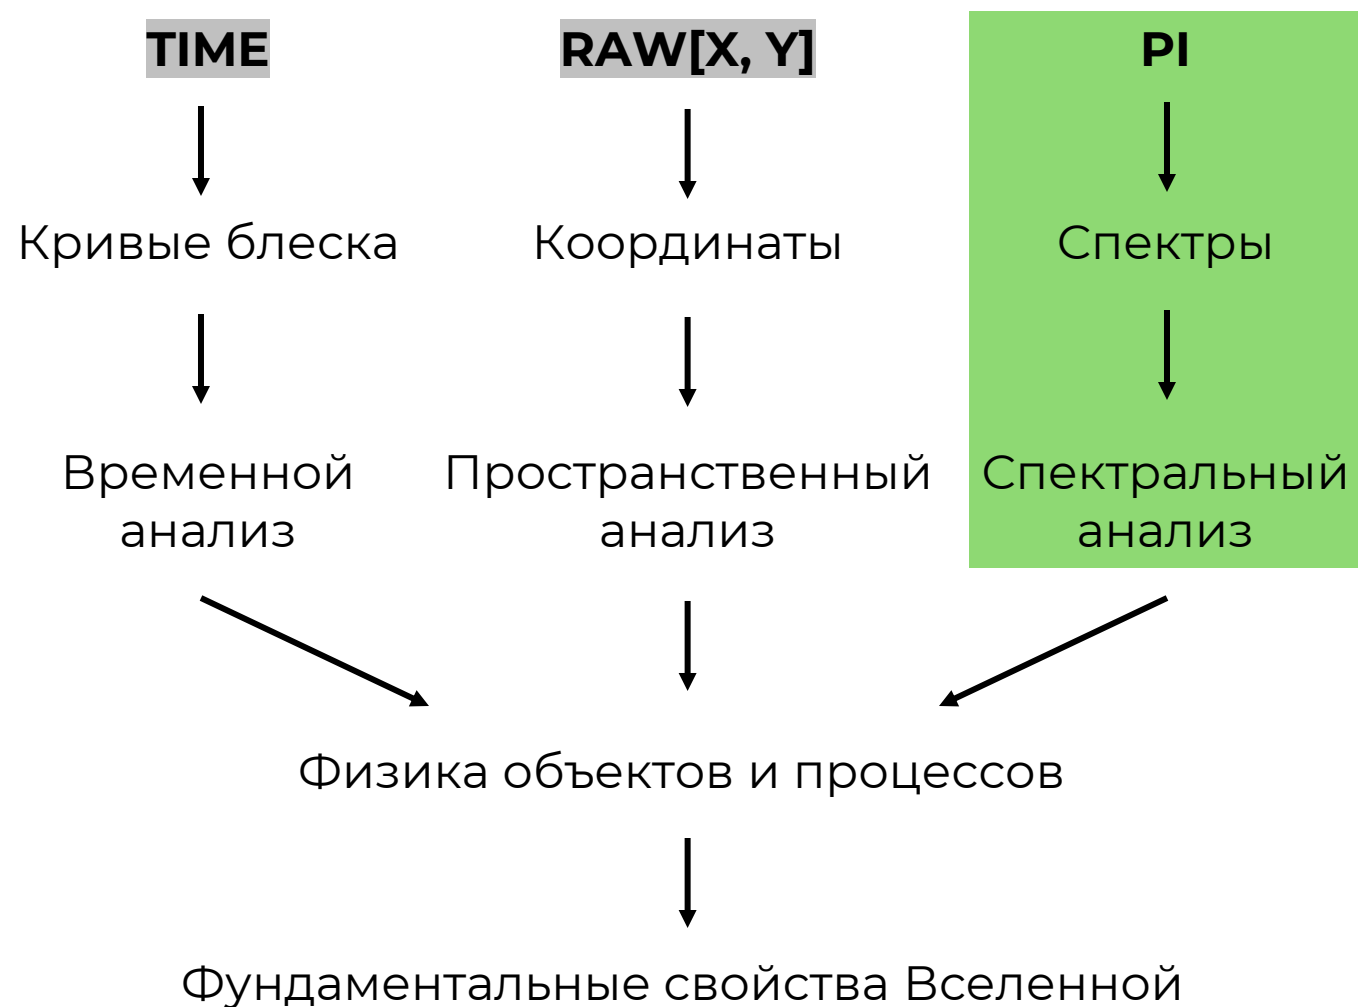 TIME
RAW[X, Y]
PI
Кривые блеска
Координаты
Спектры
Временной
анализ
Пространственный
анализ
Спектральный
анализ
Физика объектов и процессов
Фундаментальные свойства Вселенной